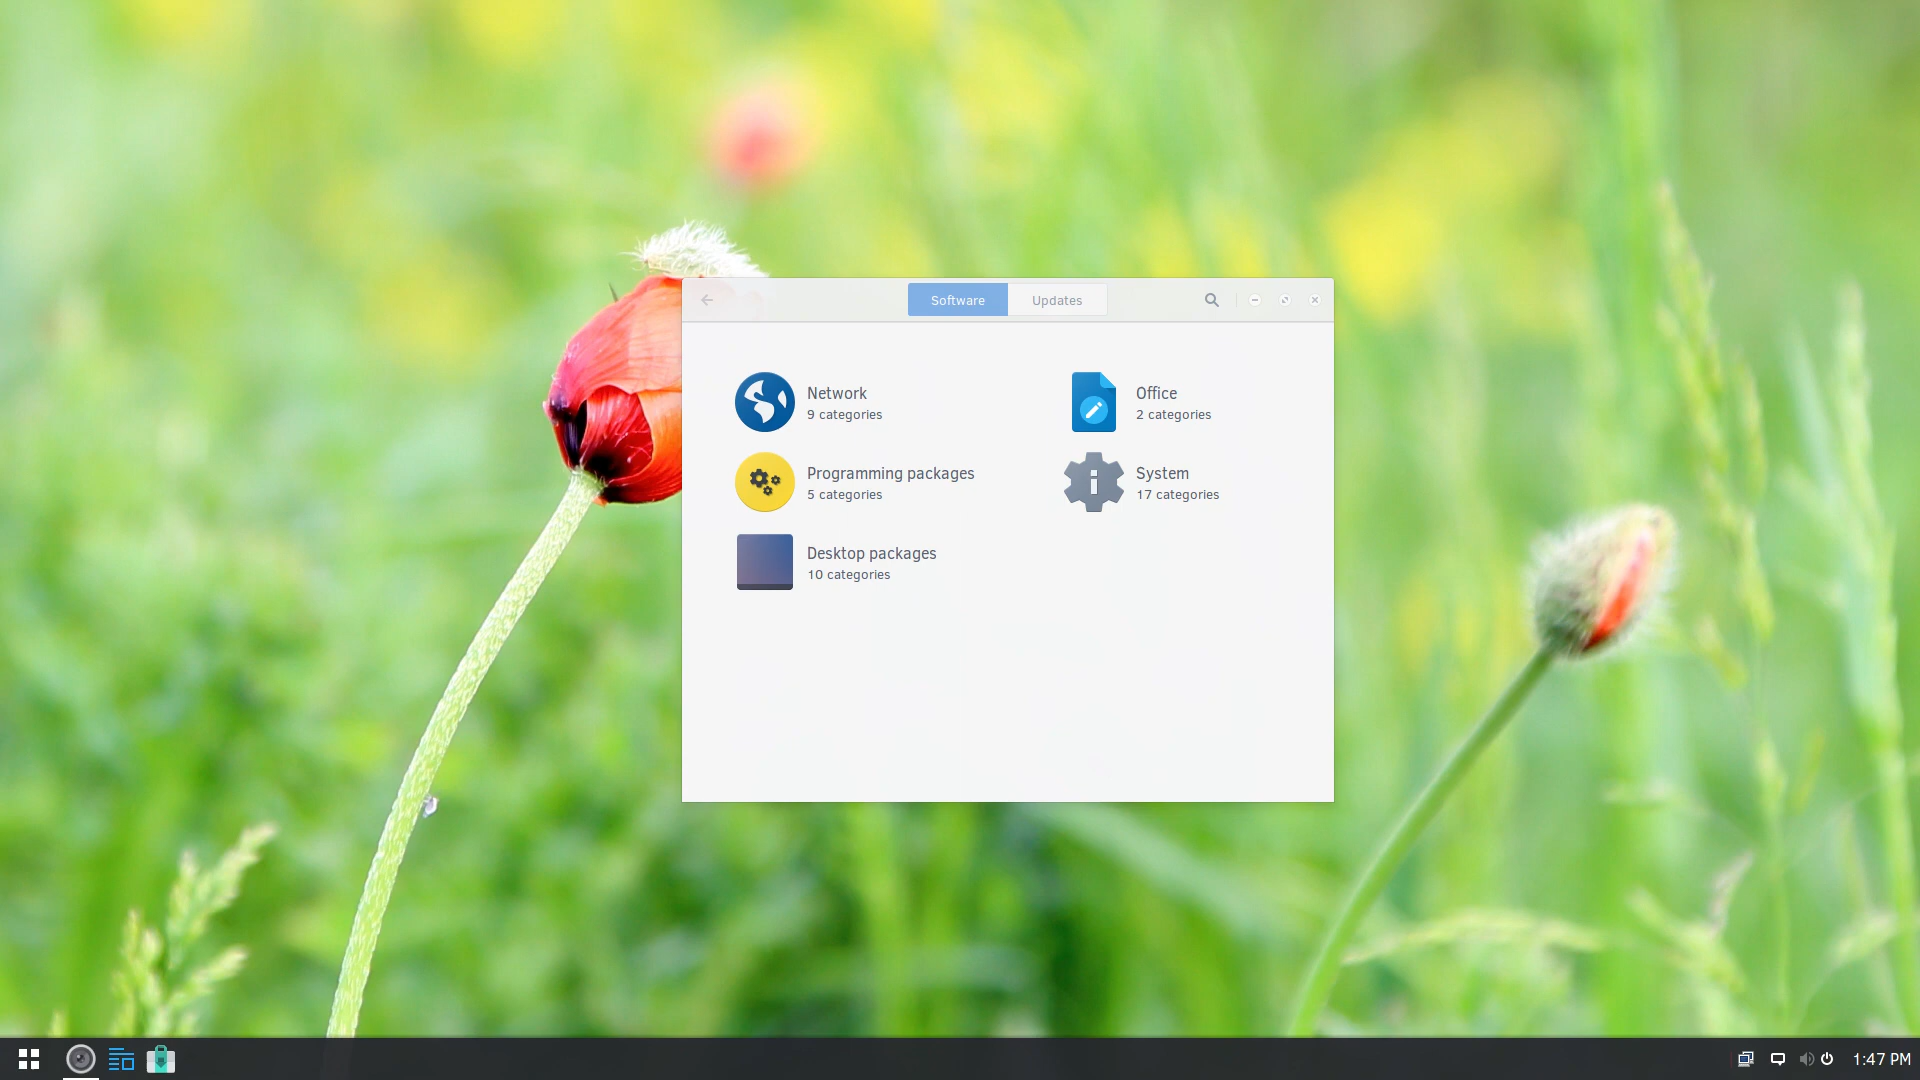 Software Updates
Network
9 categories
Office
2 categories
Programming packages
5 categories
System
17 categories
Desktop packages
10 categories
1:47 PM